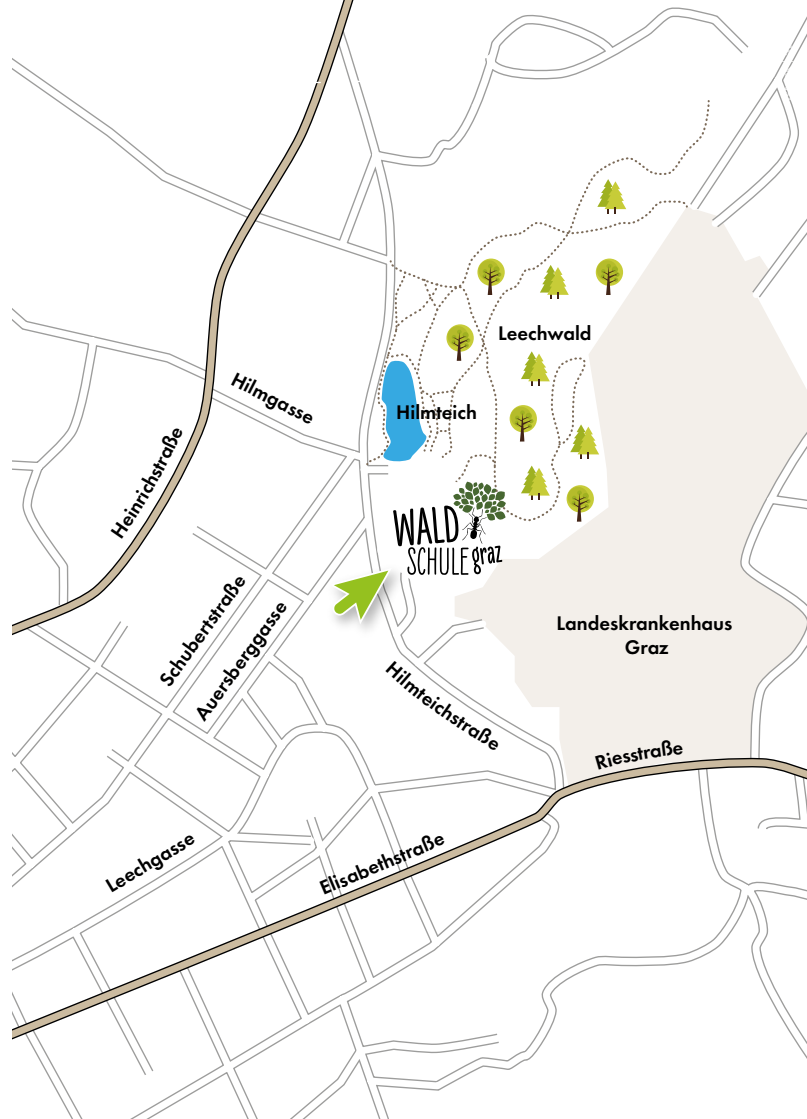 Leechwald
Hilmgasse
Hilmteich
Heinrichstraße
WALD
SCHULE graz
Schubertstraße
Auersberggasse
Landeskrankenhaus
Graz
Hilmteichstraße
Riesstraße
Leechgasse
Elisabethstraße